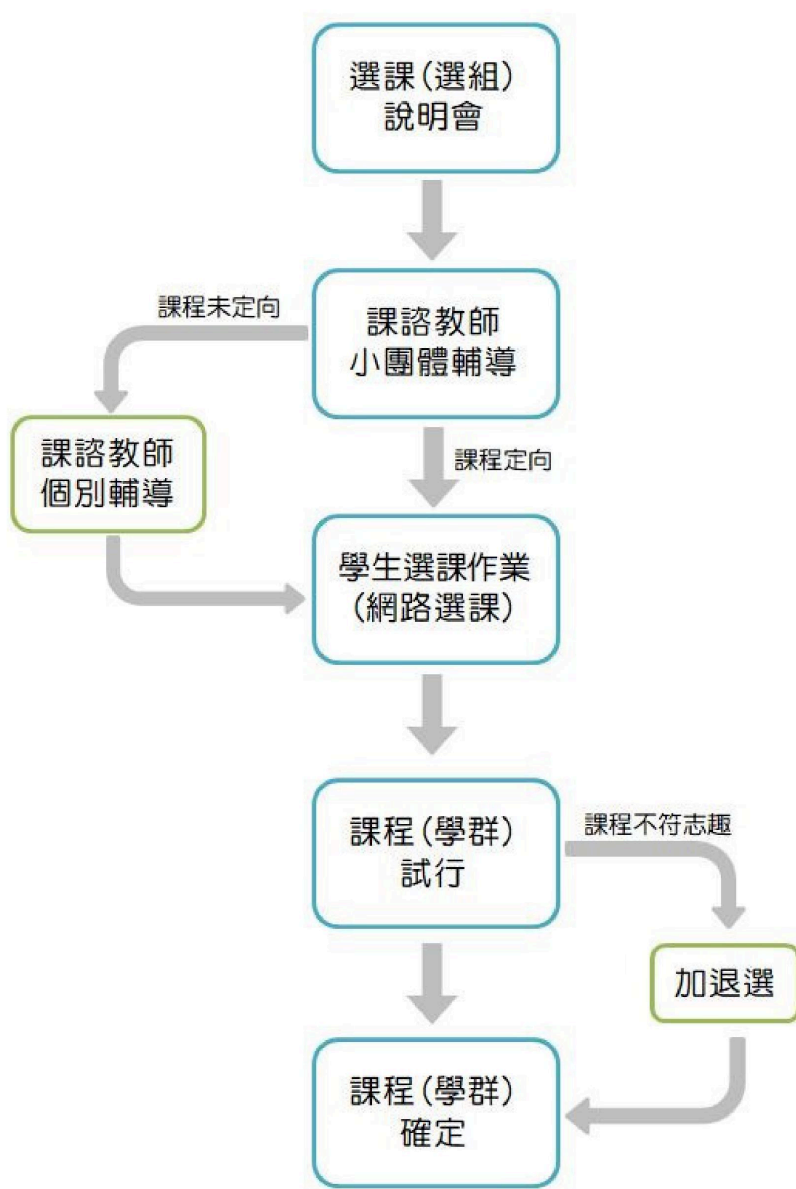 選課(選組)
說明會
課程未定向
課諮教師
小團體輔導
課諮教師
個別輔導
課程定向
學生選課作業
(網路選課)
課程(學群)
試行
課程不符志趣
加退選
課程(學群)
確定